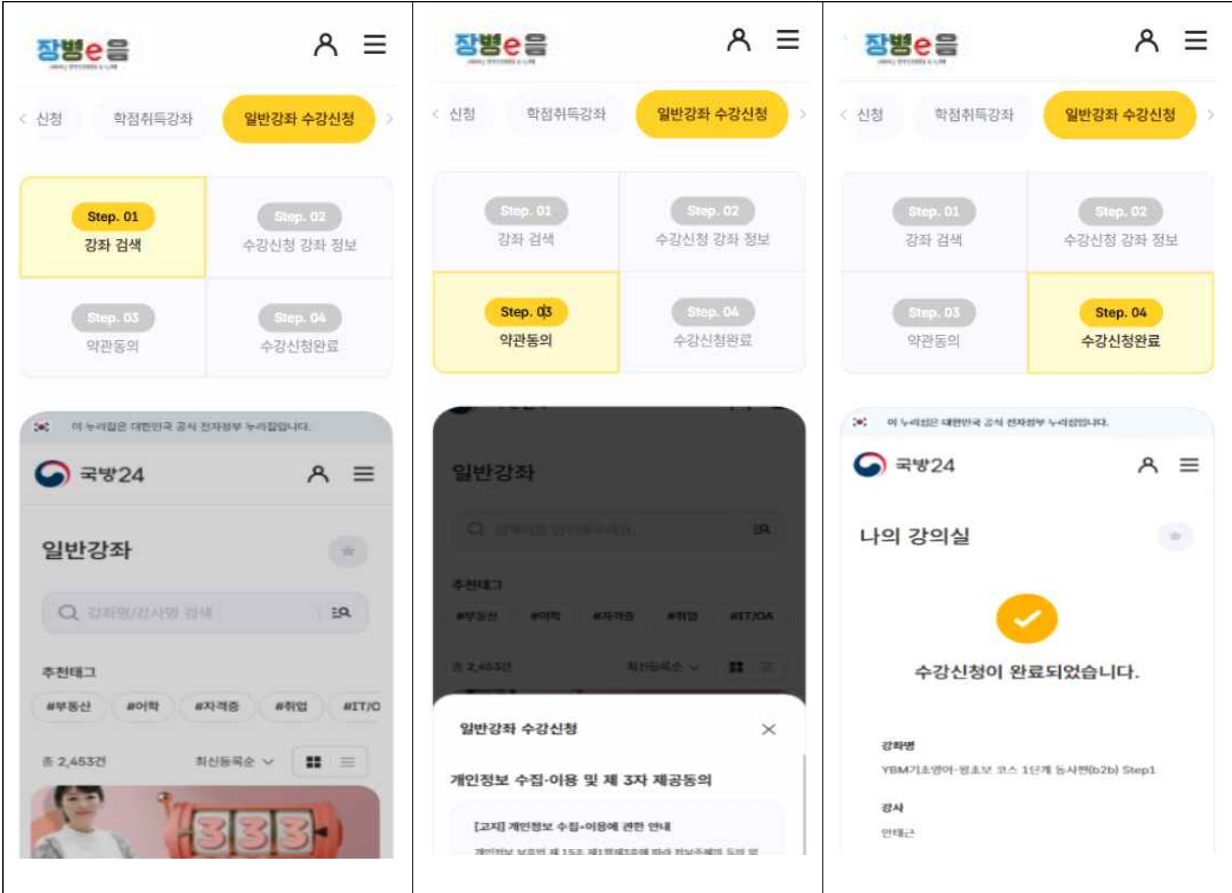 장병e음
< 신청 학점취득강좌 일반강좌 수강신청 >
Step. 01 Step. 02
강좌 검색 수강신청 강좌 정보
Step. 03 Step. 04
약관동의 수강신청완료
이 누리집은 대한민국 공식 전자정부 누리집입니다.
국방24
일반강좌
강좌명/강사명 검색
추천태그
#부동산 #어학 #자격증 #취업 #IT/O
총 2,453건 최신등록순
333
장병e음
< 신청 학점취득강좌 일반강좌 수강신청 >
Step. 01 Step. 02
강좌 검색 수강신청 강좌 정보
Step. 03 Step. 04
약관동의 수강신청완료
일반강좌
추천태그
#부동산 #어학 #자격증 #취업 #IT/OA
총 2,453건 최신등록순
일반강좌 수강신청
개인정보 수집·이용 및 제 3자 제공동의
[고지] 개인정보 수집·이용에 관한 안내
장병e음
< 신청 학점취득강좌 일반강좌 수강신청 >
Step. 01 Step. 02
강좌 검색 수강신청 강좌 정보
Step. 03 Step. 04
약관동의 수강신청완료
이 누리집은 대한민국 공식 전자정부 누리집입니다.
국방24
나의 강의실
수강신청이 완료되었습니다.
강좌명
YBM기초영어-왕초보 코스 1단계 동사편(b2b) Step1
강사
안태근